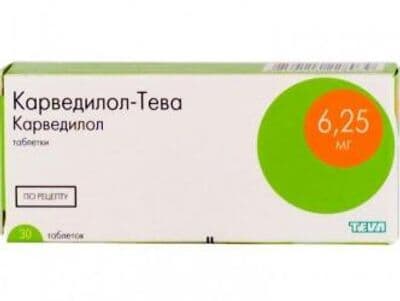 Карведилол-Тева
Карведилол
таблетки
6,25
мг
ПО РЕЦЕПТУ
30 таблеток
TEVA